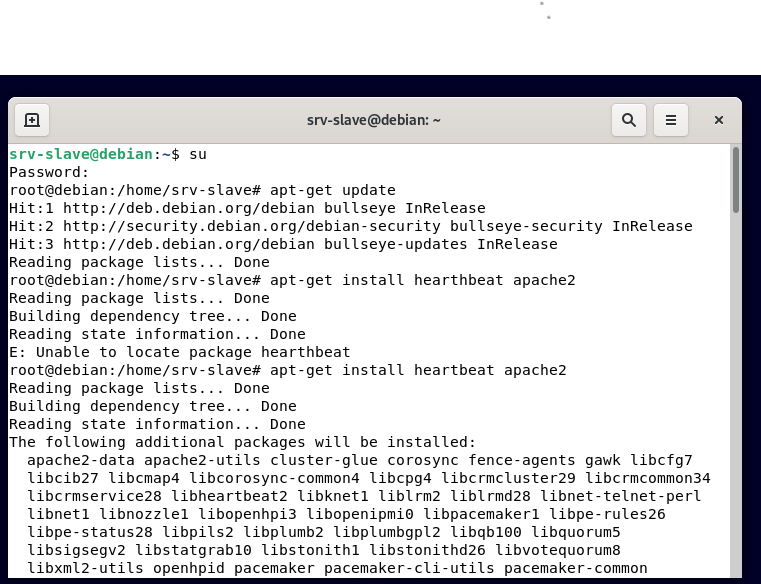 srv-slave@debian: ~
srv-slave@debian:~$ su
Password:
root@debian:/home/srv-slave# apt-get update
Hit:1 http://deb.debian.org/debian bullseye InRelease
Hit:2 http://security.debian.org/debian-security bullseye-security InRelease
Hit:3 http://deb.debian.org/debian bullseye-updates InRelease
Reading package lists... Done
root@debian:/home/srv-slave# apt-get install hearthbeat apache2
Reading package lists... Done
Building dependency tree... Done
Reading state information... Done
E: Unable to locate package hearthbeat
root@debian:/home/srv-slave# apt-get install heartbeat apache2
Reading package lists... Done
Building dependency tree... Done
Reading state information... Done
The following additional packages will be installed:
  apache2-data apache2-utils cluster-glue corosync fence-agents gawk libcfg7
  libcib27 libcmap4 libcorosync-common4 libcpg4 libcrmcluster29 libcrmcommon34
  libcrmservice28 libheartbeat2 libknet1 liblrm2 liblrmd28 libnet-telnet-perl
  libnet1 libnozzle1 libopenhpi3 libopenipmi0 libpacemaker1 libpe-rules26
  libpe-status28 libpils2 libplumb2 libplumbgpl2 libqb100 libquorum5
  libsigsegv2 libstatgrab10 libstonith1 libstonithd26 libvotequorum8
  libxml2-utils openhpid pacemaker pacemaker-cli-utils pacemaker-common